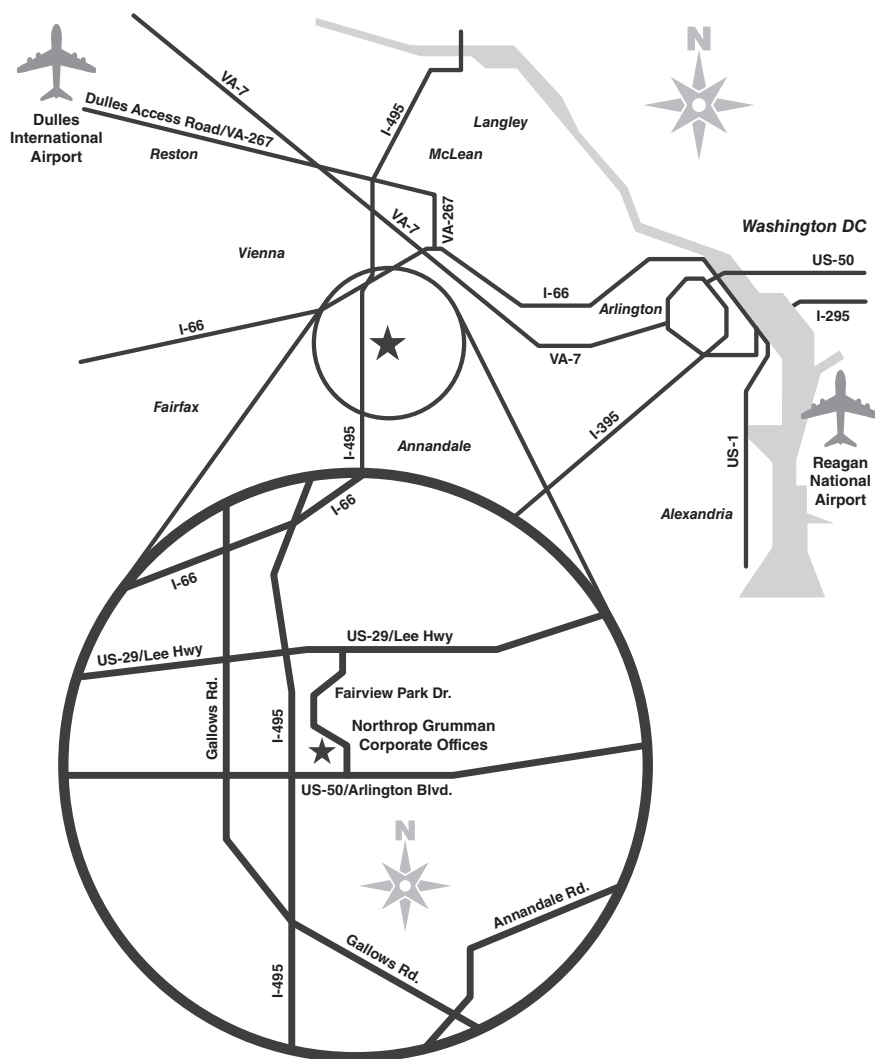 N
VA-7
Dulles Access Road/VA-267
Dulles
International
Airport
Reston
I-495
Langley
McLean
VA-267
VA-7
Washington DC
US-50
Vienna
I-66
Arlington
I-295
I-66
VA-7
Fairfax
I-495
Annandale
I-395
US-1
Reagan
National
Airport
Alexandria
I-66
I-66
US-29/Lee Hwy
US-29/Lee Hwy
Gallows Rd.
Fairview Park Dr.
I-495
Northrop Grumman
Corporate Offices
US-50/Arlington Blvd.
N
Annandale Rd.
Gallows Rd.
I-495